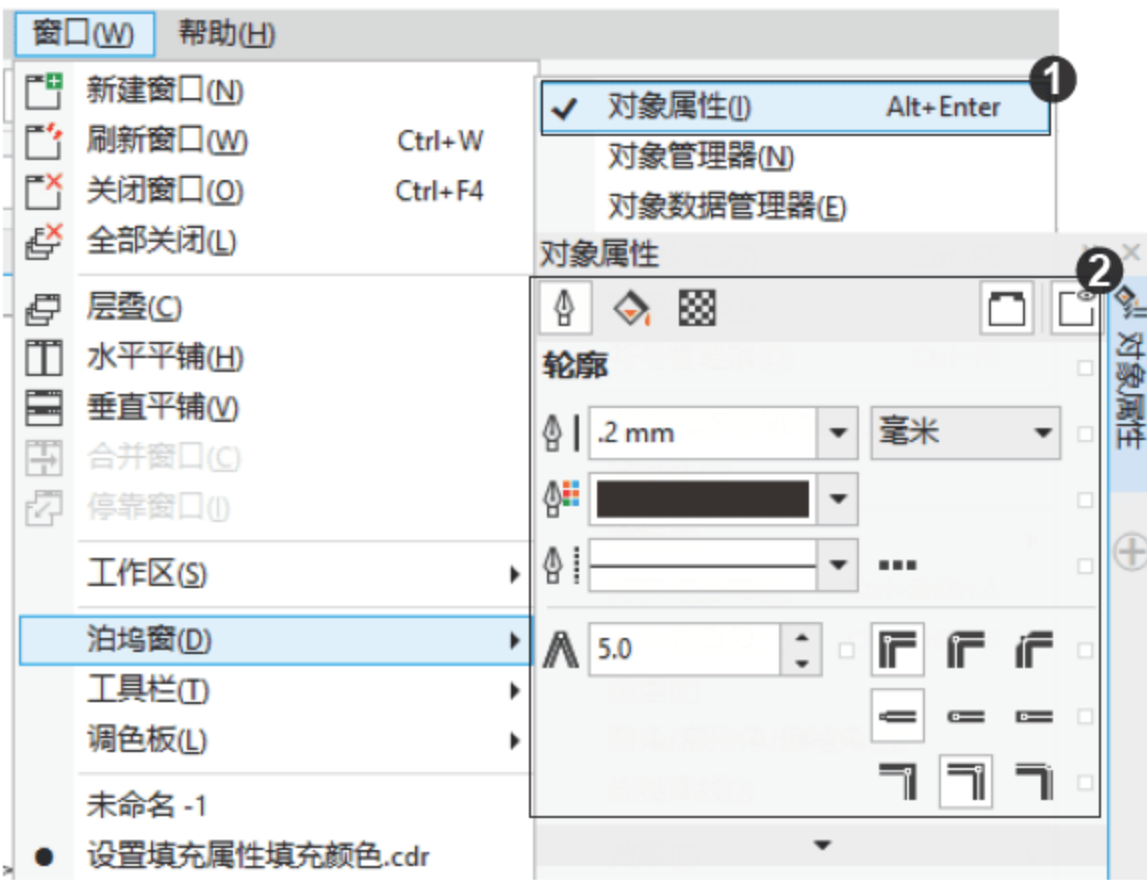 窗口(W) 帮助(H)
新建窗口(N)
刷新窗口(W) Ctrl+W
关闭窗口(O) Ctrl+F4
全部关闭(L)
层叠(C)
水平平铺(H)
垂直平铺(V)
合并窗口(C)
停靠窗口(I)
工作区(S)
泊坞窗(D)
工具栏(T)
调色板(L)
未命名 -1
设置填充属性填充颜色.cdr
1
对象属性(I) Alt+Enter
对象管理器(N)
对象数据管理器(E)
对象属性
2
轮廓
.2 mm 毫米
5.0
对象属性